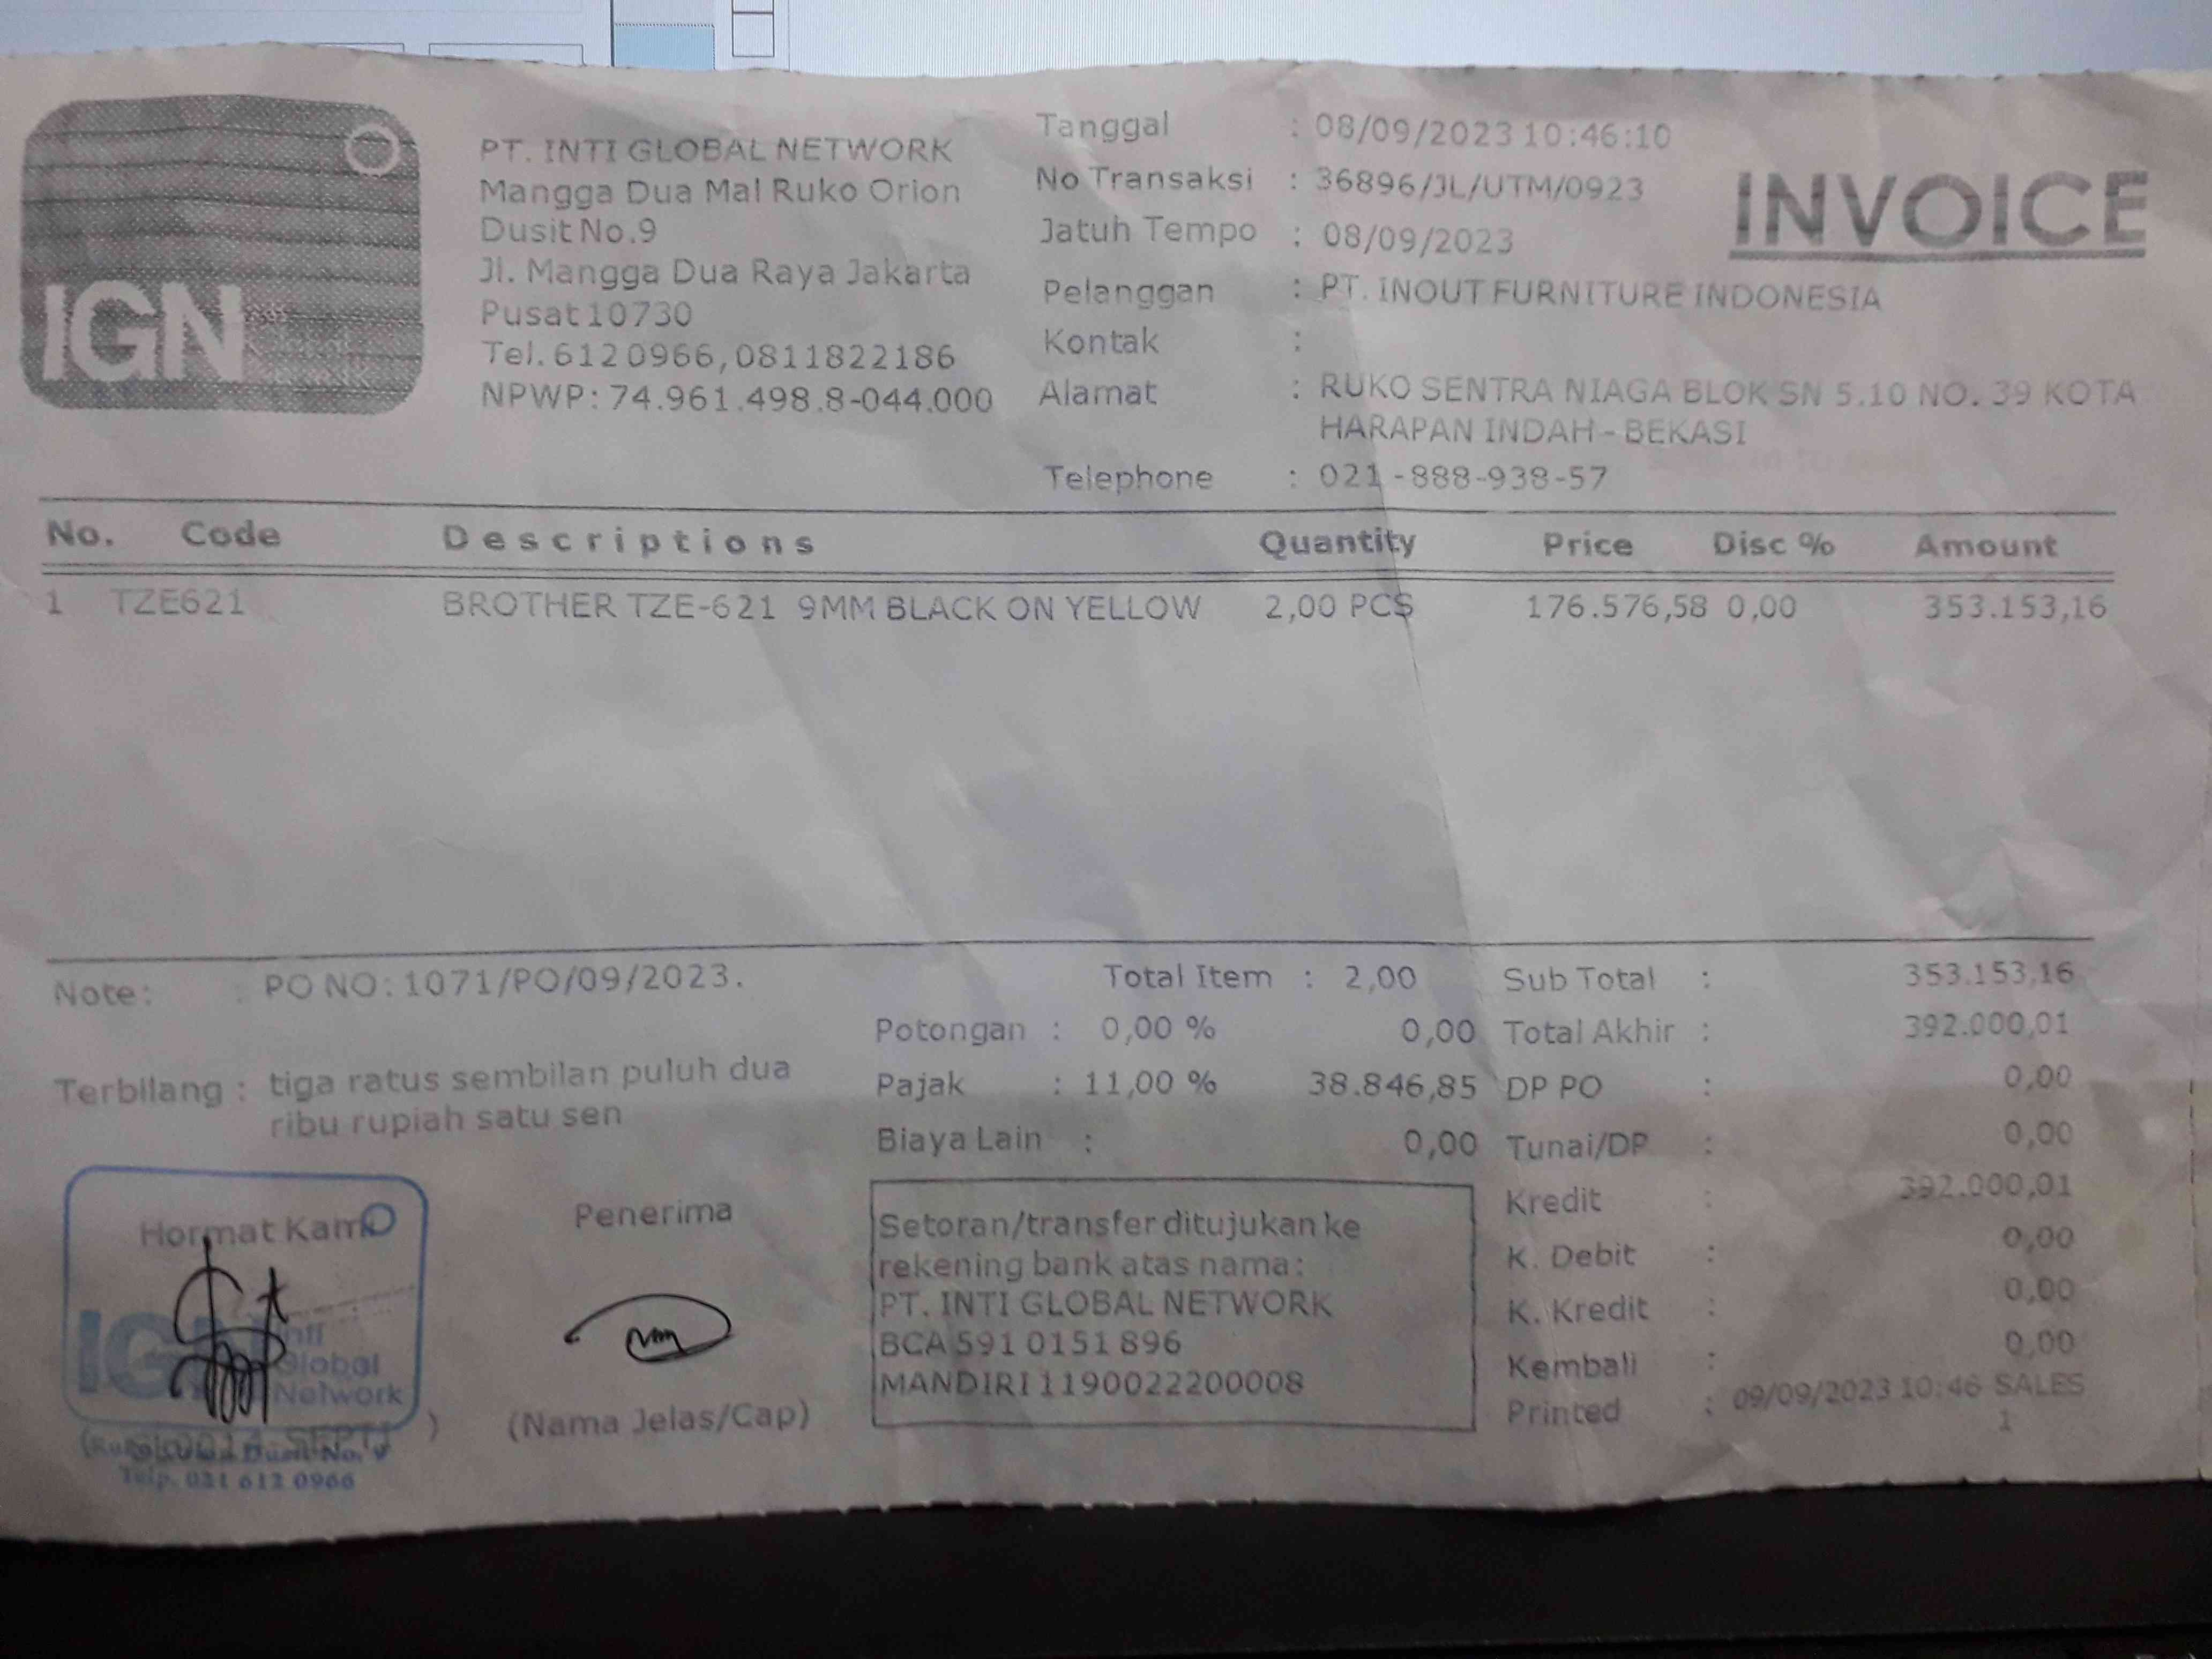 IGN
PT. INTI GLOBAL NETWORK
Mangga Dua Mal Ruko Orion
Dusit No.9
Jl. Mangga Dua Raya Jakarta
Pusat 10730
Tel. 6120966, 0811822186
NPWP: 74.961.498.8-044.000
Tanggal : 08/09/2023 10:46:10
No Transaksi : 36896/JL/UTM/0923
Jatuh Tempo : 08/09/2023
Pelanggan : PT. INOUT FURNITURE INDONESIA
Kontak :
Alamat : RUKO SENTRA NIAGA BLOK SN 5.10 NO. 39 KOTA
HARAPAN INDAH - BEKASI
Telephone : 021 -888-938-57
INVOICE
No. Code Descriptions Quantity Price Disc % Amount
1 TZE621 BROTHER TZE-621 9MM BLACK ON YELLOW 2,00 PCS 176.576,58 0,00 353.153,16
Note: PO NO: 1071/PO/09/2023.
Terbilang : tiga ratus sembilan puluh dua
ribu rupiah satu sen
Total Item : 2,00
Potongan : 0,00 % 0,00
Pajak : 11,00 % 38.846,85
Biaya Lain : 0,00
Sub Total : 353.153,16
Total Akhir : 392.000,01
DP PO : 0,00
Tunai/DP : 0,00
Kredit : 392.000,01
K. Debit : 0,00
K. Kredit : 0,00
Kembali : 0,00
Printed : 09/09/2023 10:46 SALES
1
Hormat Kami
IGN
Inti
Global
Network
Telp. 021 612 0966
Penerima
(Nama Jelas/Cap)
Setoran/transfer ditujukan ke
rekening bank atas nama:
PT. INTI GLOBAL NETWORK
BCA 591 0151 896
MANDIRI 1190022200008